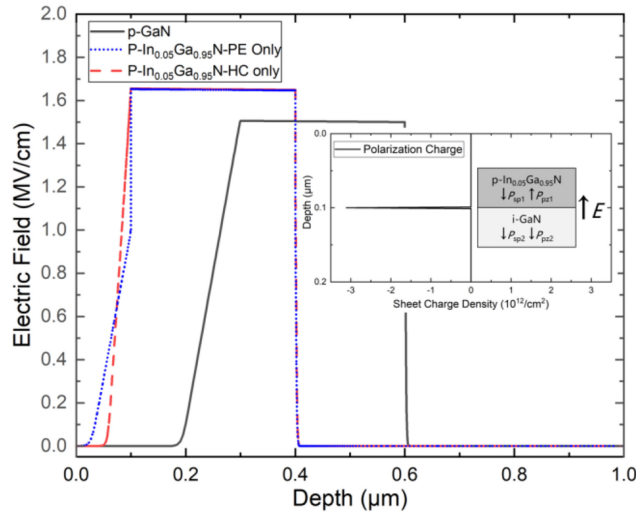 p-GaN
P-In0.05Ga0.95N-PE Only
P-In0.05Ga0.95N-HC only
Electric Field (MV/cm)
2.0
1.8
1.6
1.4
1.2
1.0
0.8
0.6
0.4
0.2
0.0
Polarization Charge
Depth (μm)
0.0
0.1
0.2
p-In0.05Ga0.95N
↓Psp1 ↑Ppz1
i-GaN
↓Psp2 ↓Ppz2
↑E
-3 -2 -1 0 1 2 3
Sheet Charge Density (10¹²/cm²)
0.0 0.2 0.4 0.6 0.8 1.0
Depth (μm)